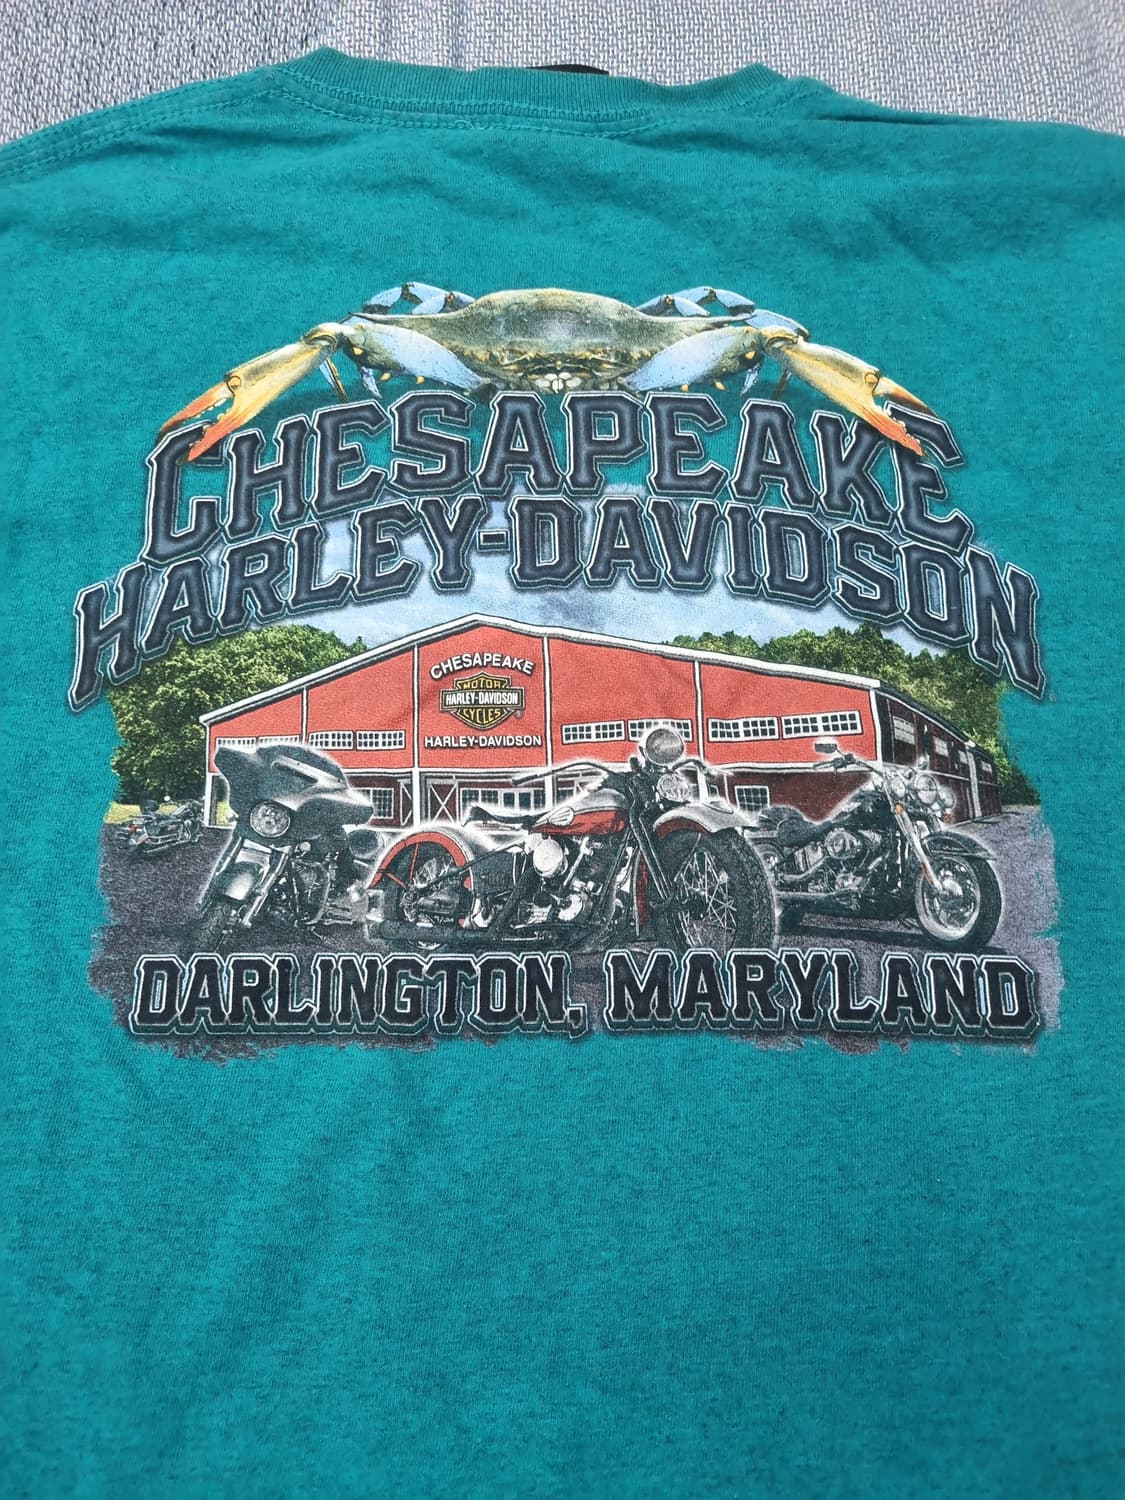 CHESAPEAKE
HARLEY-DAVIDSON
CHESAPEAKE
MOTOR
HARLEY-DAVIDSON
CYCLES
HARLEY-DAVIDSON
DARLINGTON, MARYLAND